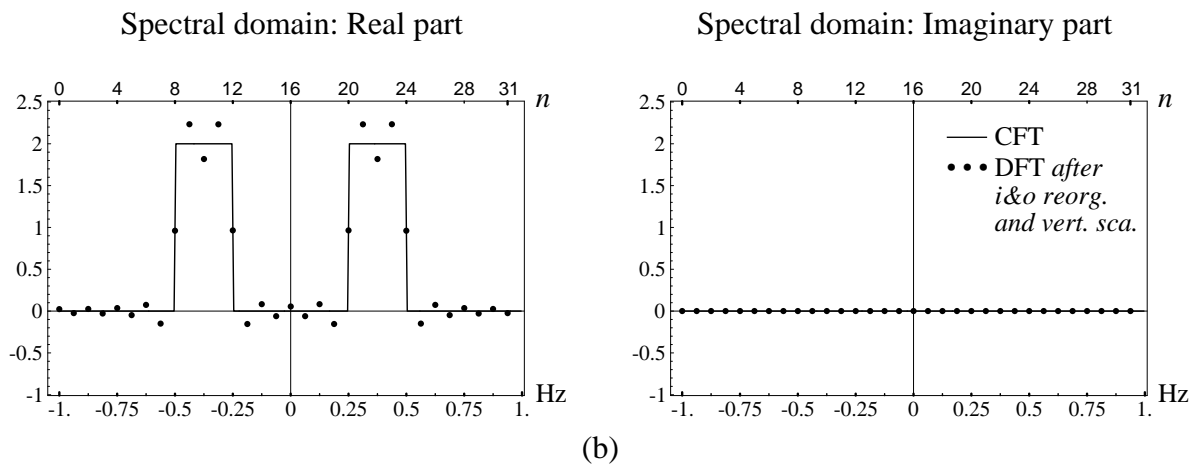 Spectral domain: Real part
0 4 8 12 16 20 24 28 31 n
2.5
2
1.5
1
0.5
0
-0.5
-1
-1. -0.75 -0.5 -0.25 0 0.25 0.5 0.75 1. Hz
Spectral domain: Imaginary part
0 4 8 12 16 20 24 28 31 n
2.5
2
1.5
1
0.5
0
-0.5
-1
CFT
DFT after
i&o reorg.
and vert. sca.
-1. -0.75 -0.5 -0.25 0 0.25 0.5 0.75 1. Hz
(b)